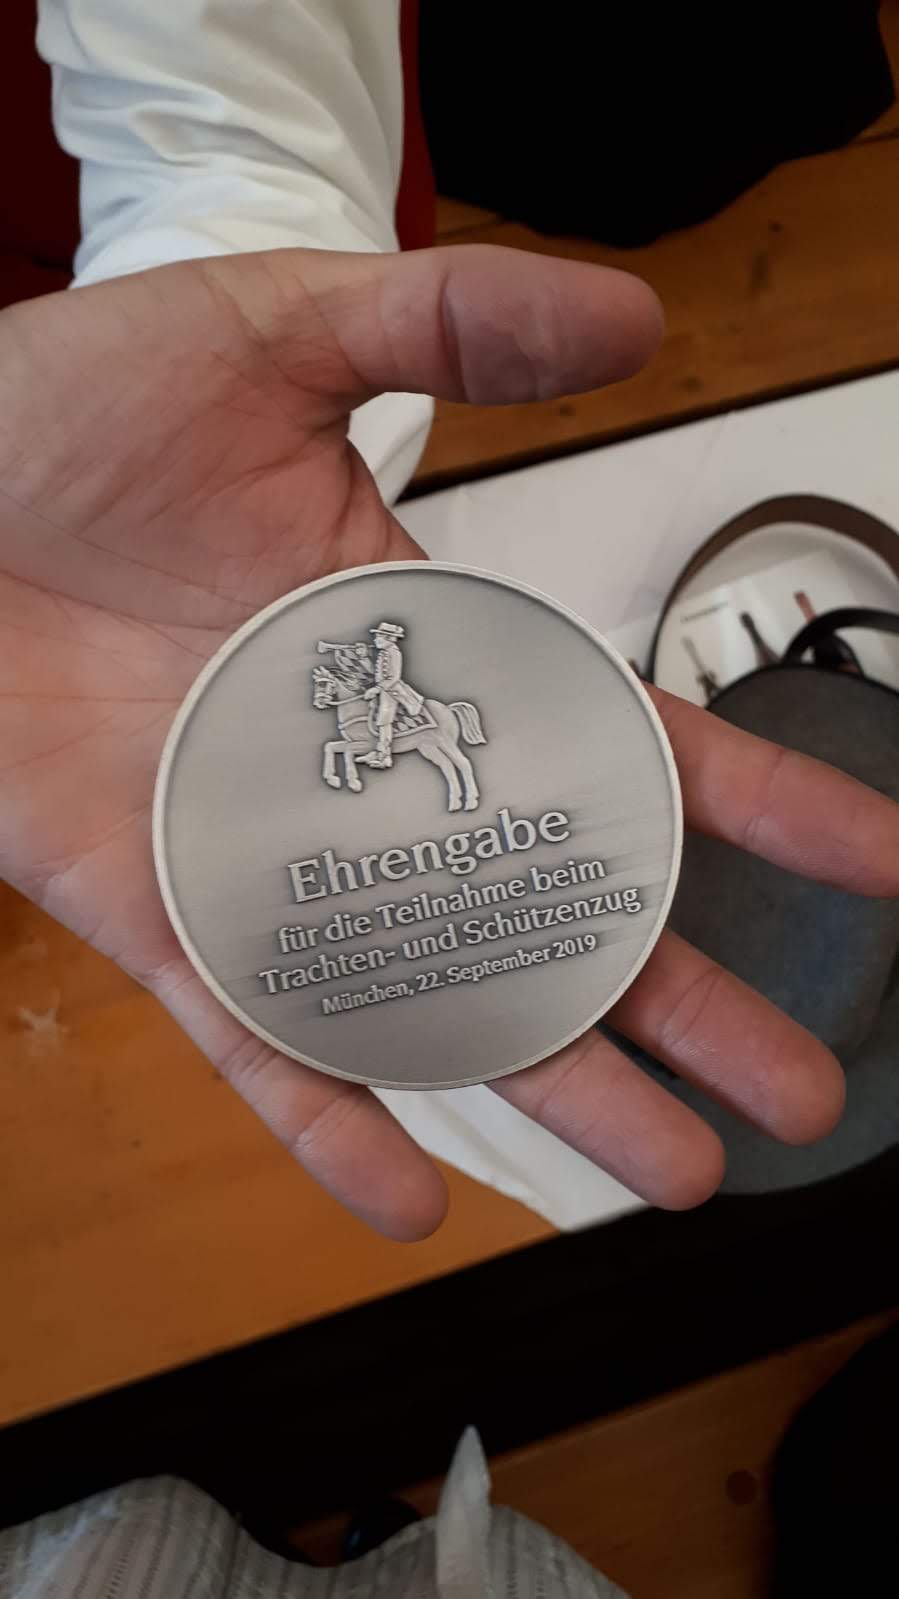 Ehrengabe
für die Teilnahme beim
Trachten- und Schützenzug
München, 22. September 2019